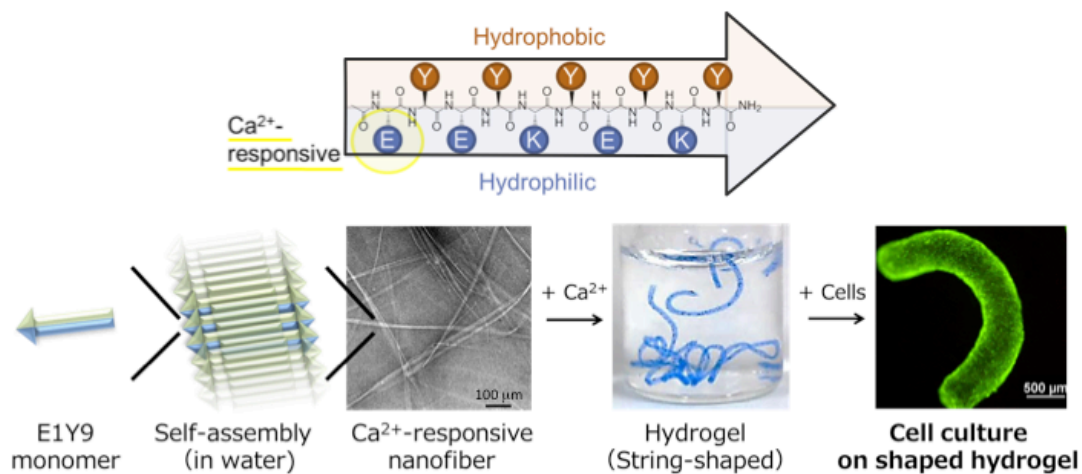 Hydrophobic
Y Y Y Y Y
H N O H N O H N O H N O H N O NH₂
O N H O N H O N H O N H O N H O
Ca²⁺-
responsive
E E K E K
Hydrophilic
+ Ca²⁺
+ Cells
100 μm
500 μm
E1Y9
monomer
Self-assembly
(in water)
Ca²⁺-responsive
nanofiber
Hydrogel
(String-shaped)
Cell culture
on shaped hydrogel